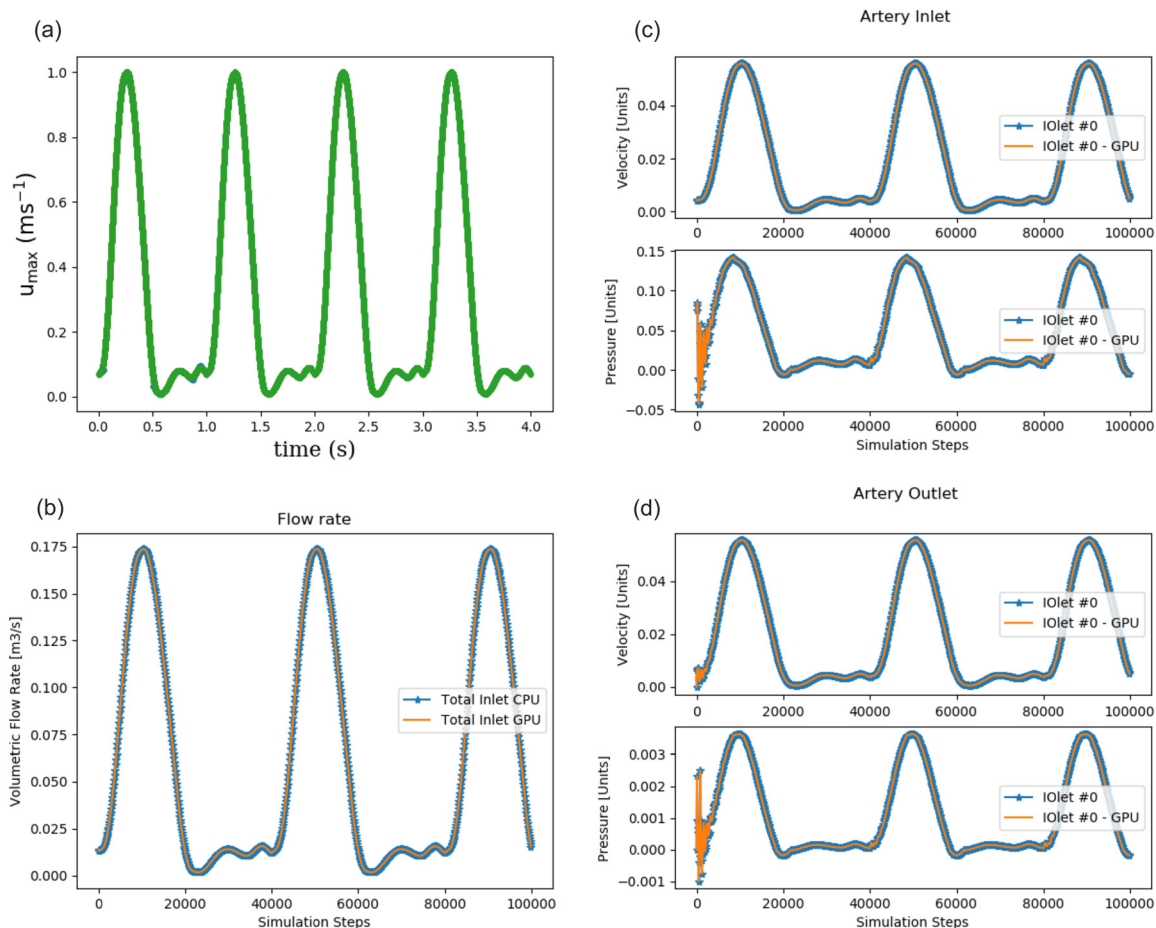 (a)
u_max (ms⁻¹)
1.0
0.8
0.6
0.4
0.2
0.0
0.0 0.5 1.0 1.5 2.0 2.5 3.0 3.5 4.0
time (s)
(b)
Flow rate
Volumetric Flow Rate [m3/s]
0.175
0.150
0.125
0.100
0.075
0.050
0.025
0.000
Total Inlet CPU
Total Inlet GPU
0 20000 40000 60000 80000 100000
Simulation Steps
(c)
Artery Inlet
Velocity [Units]
0.04
0.02
0.00
IOlet #0
IOlet #0 - GPU
0 20000 40000 60000 80000 100000
Pressure [Units]
0.15
0.10
0.05
0.00
−0.05
IOlet #0
IOlet #0 - GPU
0 20000 40000 60000 80000 100000
Simulation Steps
(d)
Artery Outlet
Velocity [Units]
0.04
0.02
0.00
IOlet #0
IOlet #0 - GPU
0 20000 40000 60000 80000 100000
Pressure [Units]
0.003
0.002
0.001
0.000
−0.001
IOlet #0
IOlet #0 - GPU
0 20000 40000 60000 80000 100000
Simulation Steps